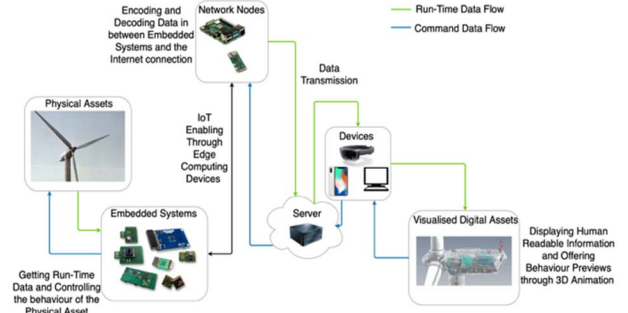 Encoding and
Decoding Data in
between Embedded
Systems and the
Internet connection
Network Nodes
Run-Time Data Flow
Command Data Flow
Data
Transmission
Physical Assets
IoT
Enabling
Through
Edge
Computing
Devices
Devices
Embedded Systems
Server
Visualised Digital Assets
Displaying Human
Readable Information
and Offering
Behaviour Previews
through 3D Animation
Getting Run-Time
Data and Controlling
the behaviour of the
Physical Asset